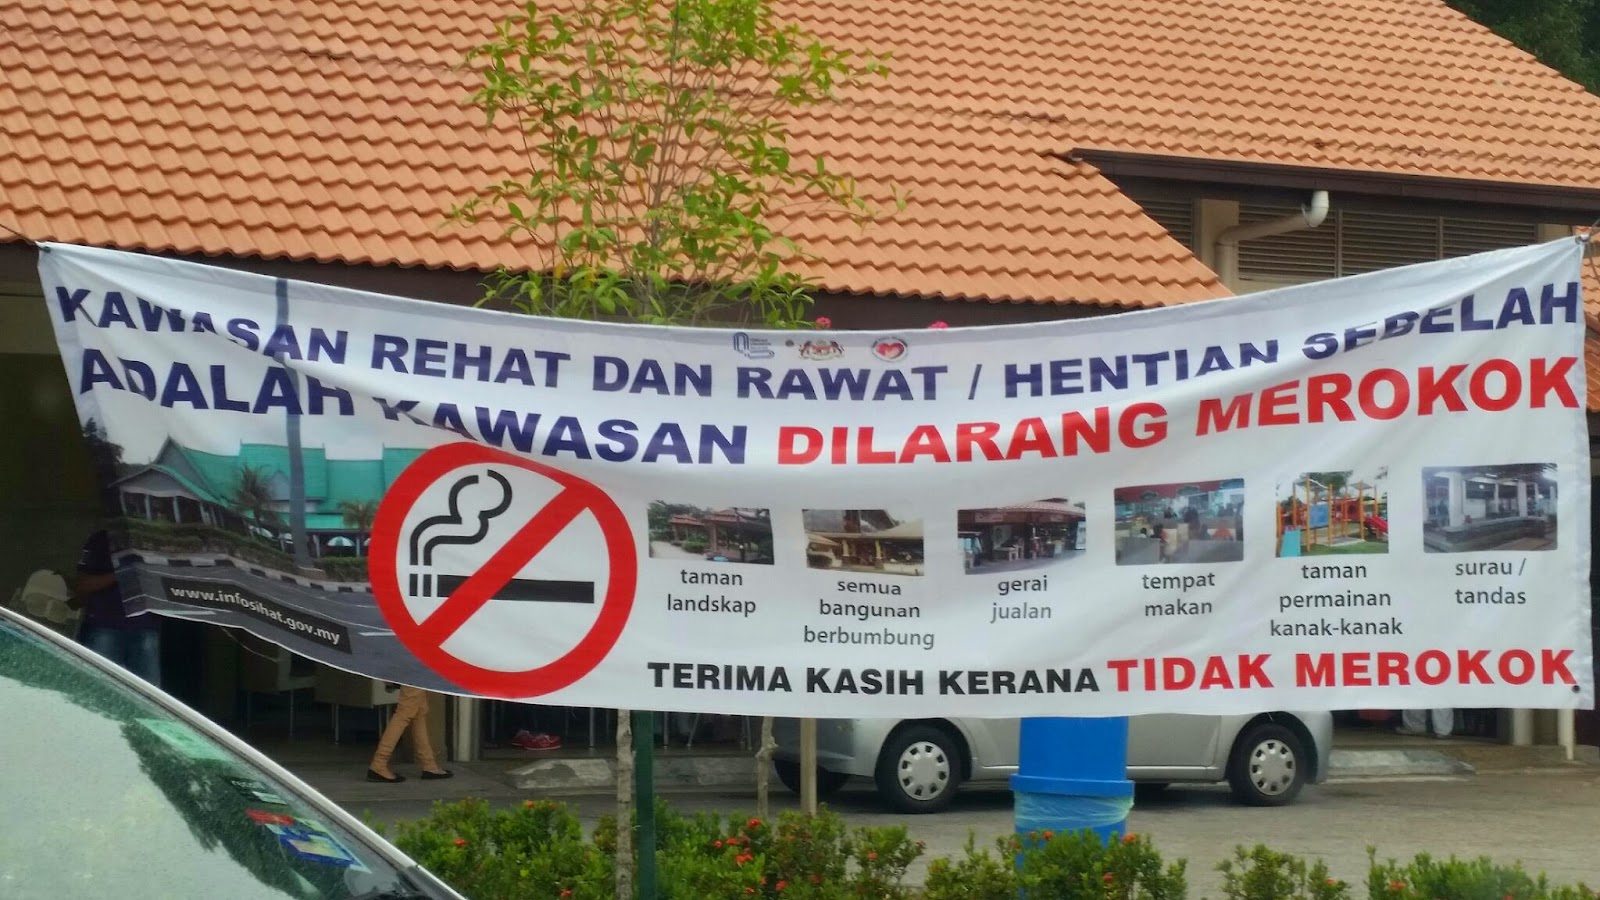 KAWASAN REHAT DAN RAWAT / HENTIAN SEBELAH
ADALAH KAWASAN DILARANG MEROKOK
www.infosihat.gov.my
taman
landskap
semua
bangunan
berbumbung
gerai
jualan
tempat
makan
taman
permainan
kanak-kanak
surau /
tandas
TERIMA KASIH KERANA TIDAK MEROKOK